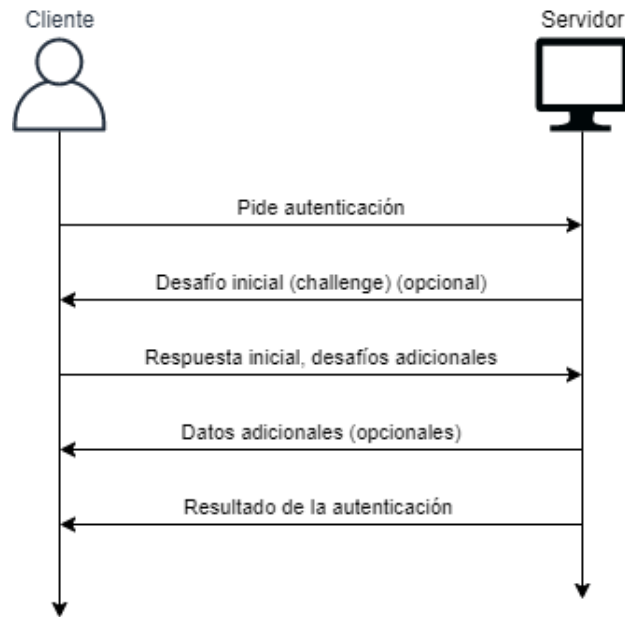 Cliente
Servidor
Pide autenticación
Desafío inicial (challenge) (opcional)
Respuesta inicial, desafíos adicionales
Datos adicionales (opcionales)
Resultado de la autenticación